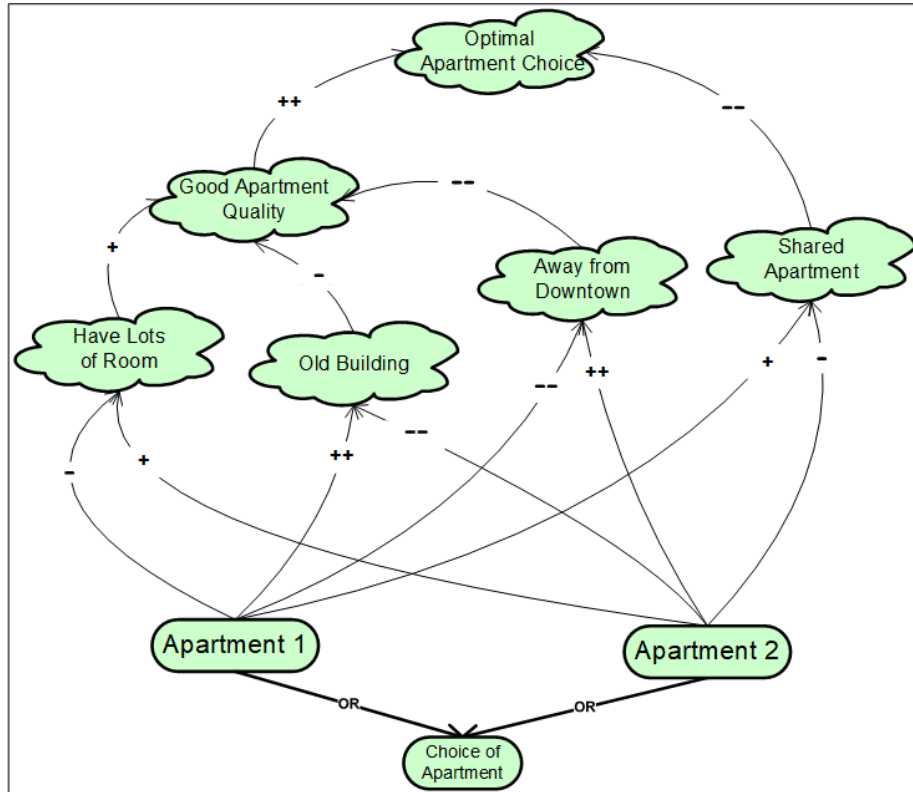 Optimal
Apartment Choice
++
--
Good Apartment
Quality
--
+
-
Shared
Apartment
Away from
Downtown
Have Lots
of Room
Old Building
--
++
+
-
-
+
++
--
Apartment 1
Apartment 2
OR
OR
Choice of
Apartment